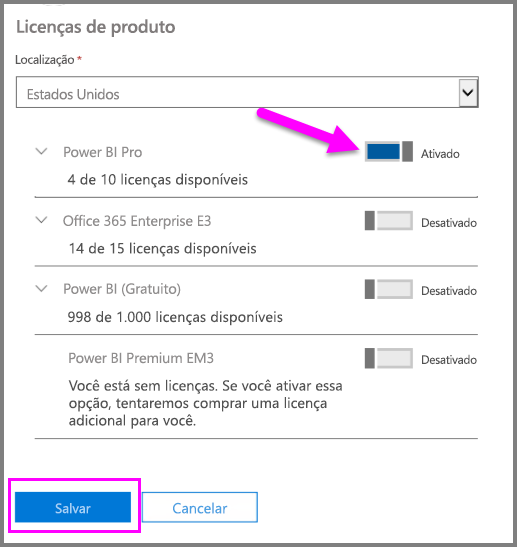 Licenças de produto
Localização *
Estados Unidos
Power BI Pro
Ativado
4 de 10 licenças disponíveis
Office 365 Enterprise E3
Desativado
14 de 15 licenças disponíveis
Power BI (Gratuito)
Desativado
998 de 1.000 licenças disponíveis
Power BI Premium EM3
Desativado
Você está sem licenças. Se você ativar essa
opção, tentaremos comprar uma licença
adicional para você.
Salvar
Cancelar